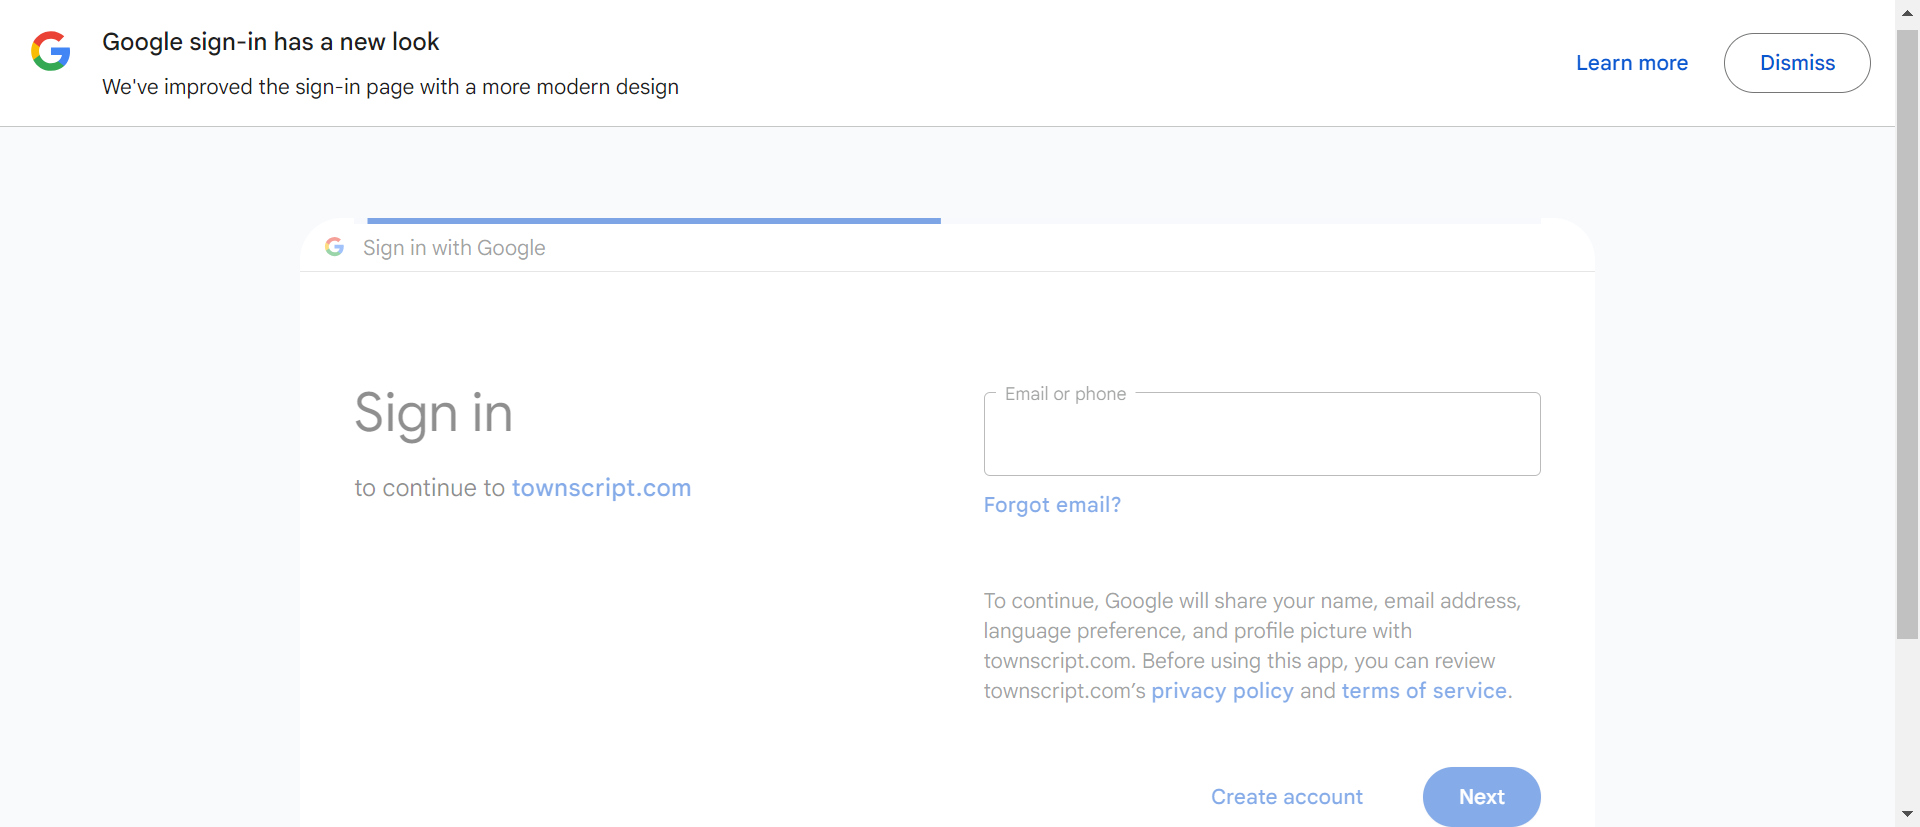 Google sign-in has a new look
We've improved the sign-in page with a more modern design
Learn more
Dismiss
Sign in with Google
Sign in
to continue to townscript.com
Email or phone
Forgot email?
To continue, Google will share your name, email address,
language preference, and profile picture with
townscript.com. Before using this app, you can review
townscript.com’s privacy policy and terms of service.
Create account
Next